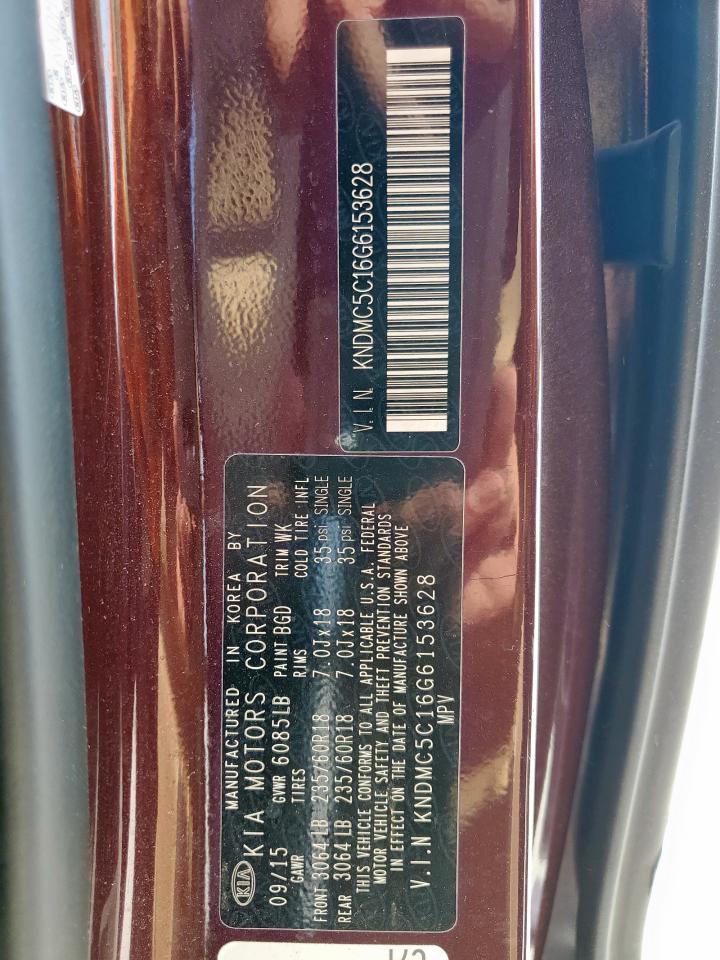 KIA
MANUFACTURED IN KOREA BY
KIA MOTORS CORPORATION
09/15 GVWR 6085LB PAINT BGD TRIM WK
GAWR TIRES RIMS COLD TIRE INFL
FRONT 3064LB 235/60R18 7.0Jx18 35psi SINGLE
REAR 3064LB 235/60R18 7.0Jx18 35psi SINGLE
THIS VEHICLE CONFORMS TO ALL APPLICABLE U.S.A. FEDERAL
MOTOR VEHICLE SAFETY AND THEFT PREVENTION STANDARDS
IN EFFECT ON THE DATE OF MANUFACTURE SHOWN ABOVE
V.I.N KNDMC5C16G6153628
MPV
V.I.N KNDMC5C16G6153628